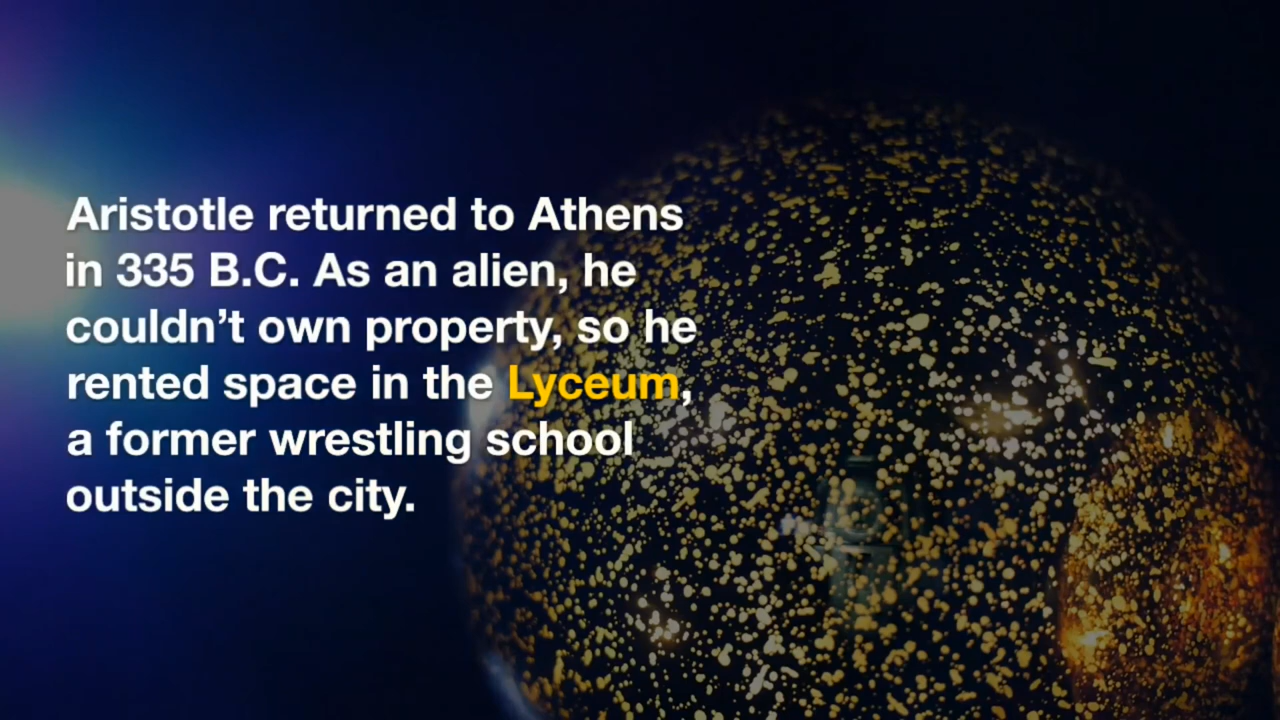 Aristotle returned to Athens
in 335 B.C. As an alien, he
couldn’t own property, so he
rented space in the Lyceum,
a former wrestling school
outside the city.